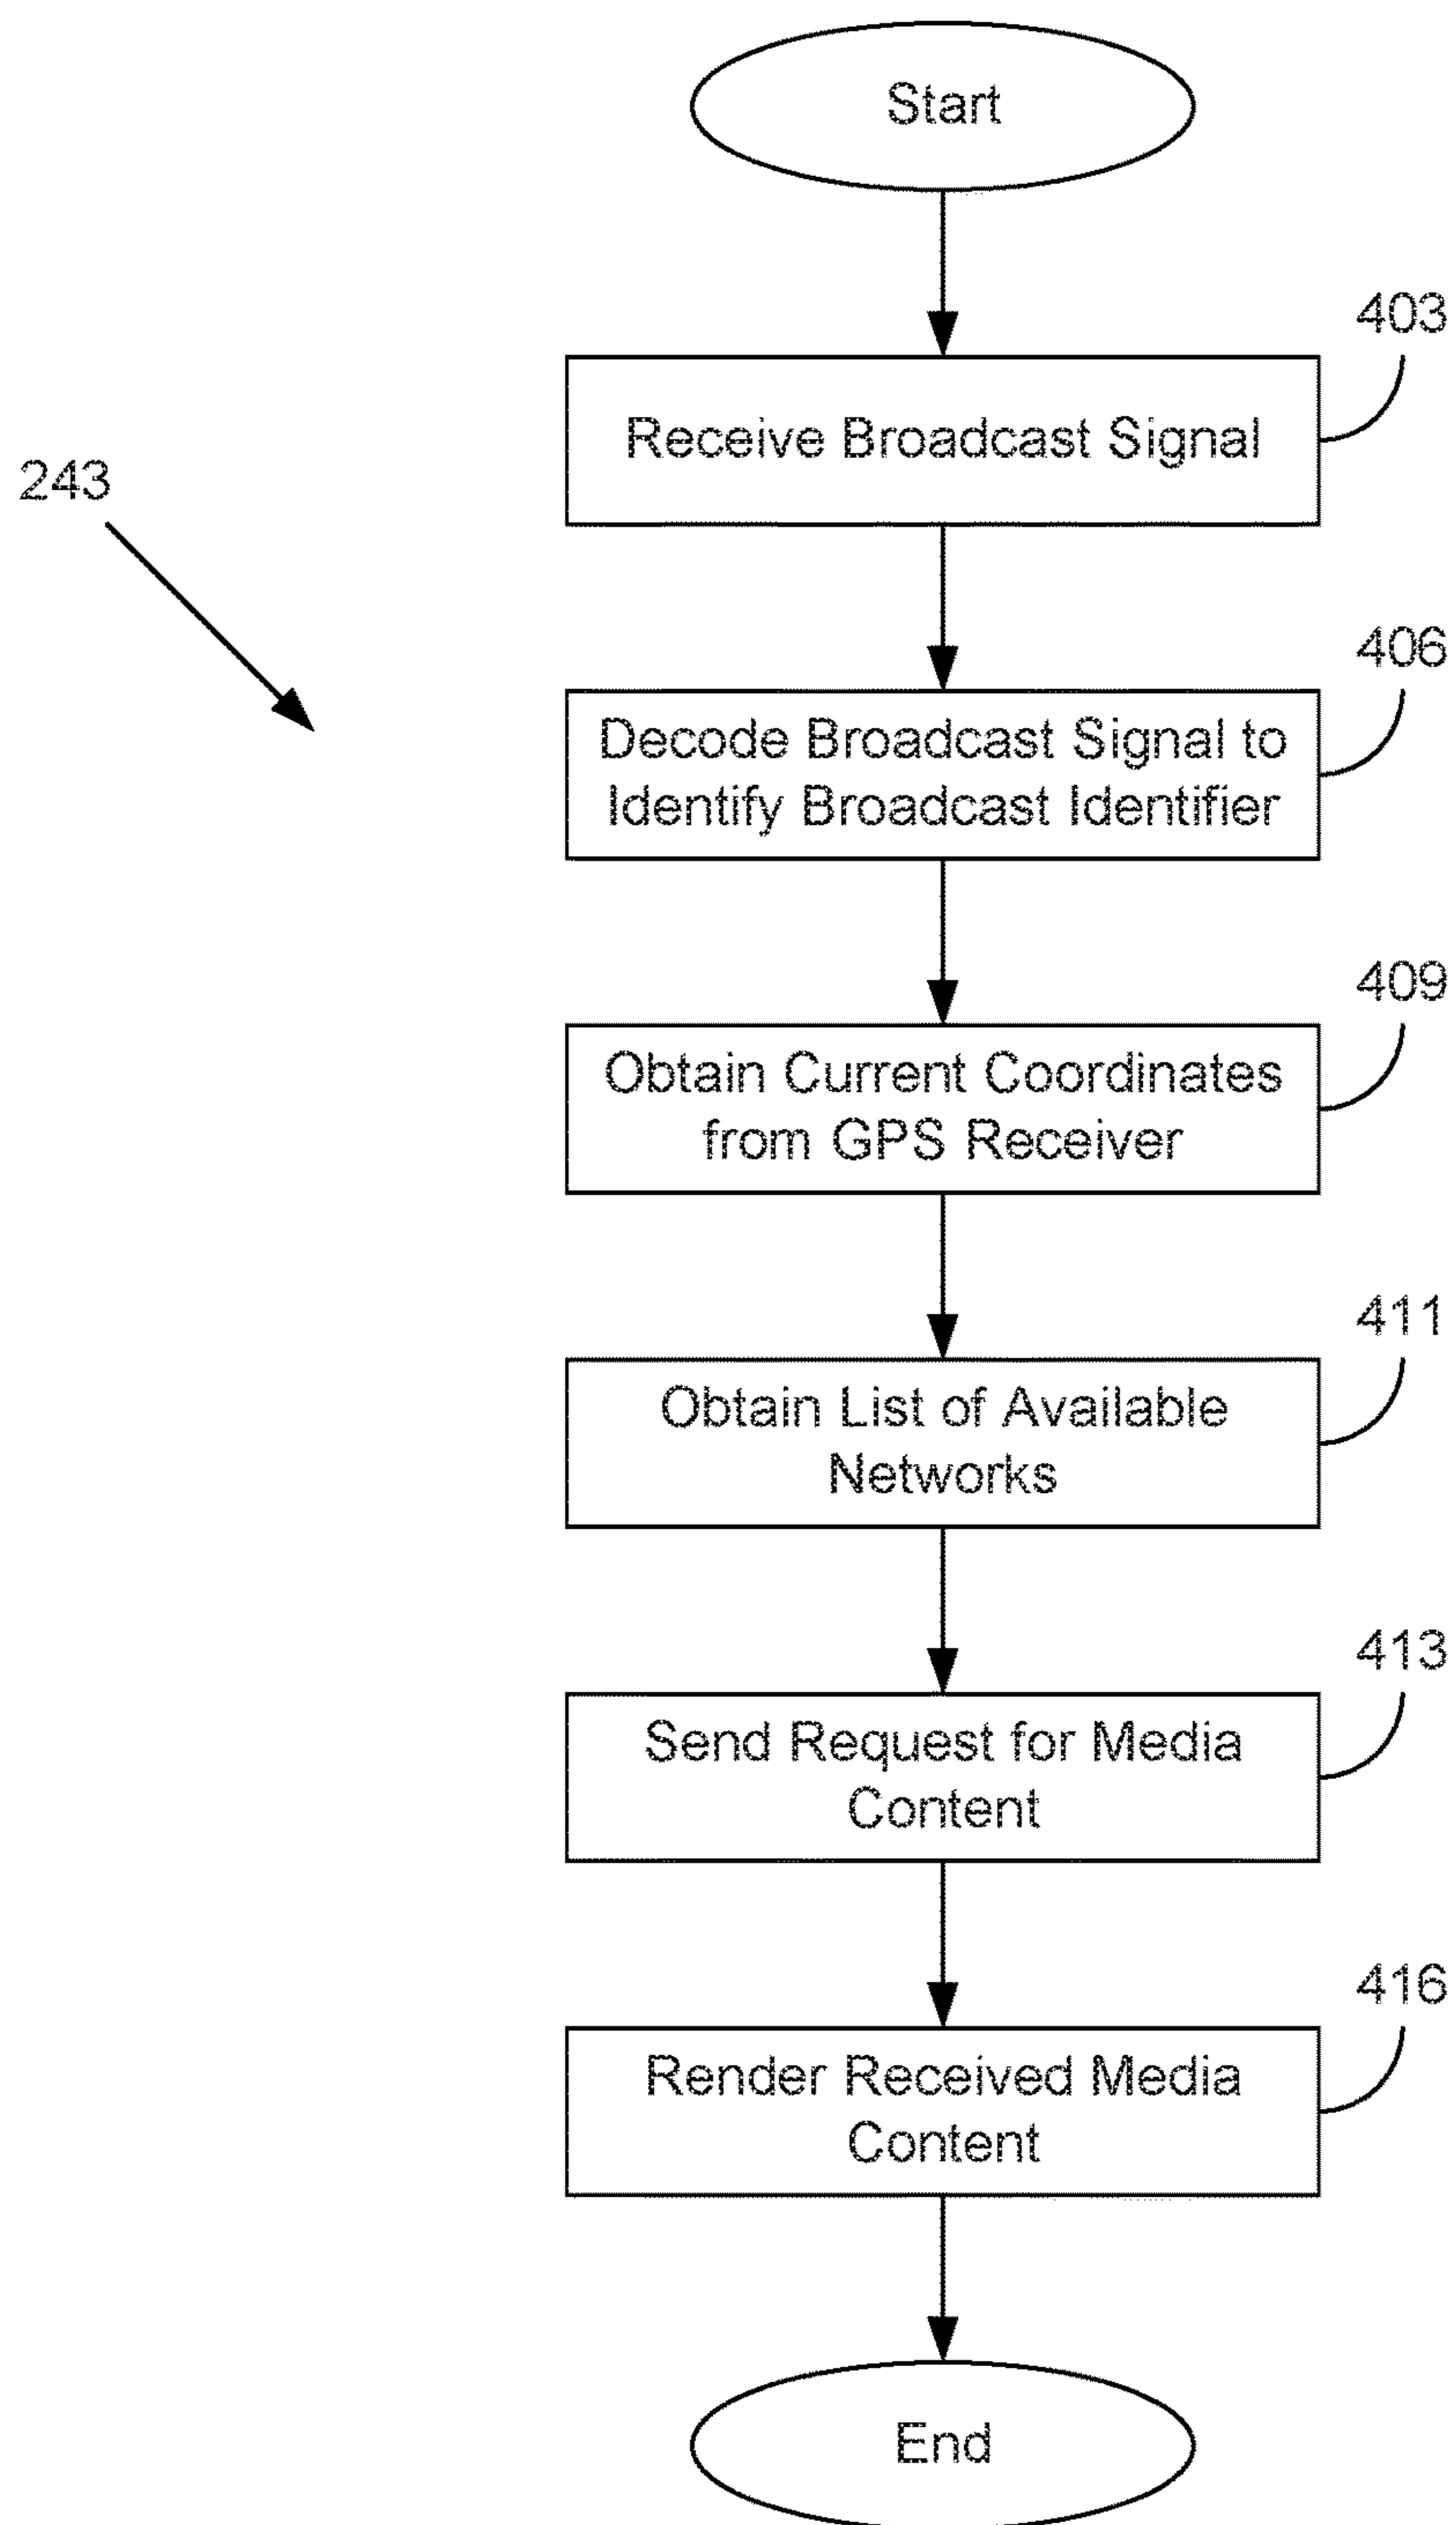 Start
403
Receive Broadcast Signal
243
406
Decode Broadcast Signal to
Identify Broadcast Identifier
409
Obtain Current Coordinates
from GPS Receiver
411
Obtain List of Available
Networks
413
Send Request for Media
Content
416
Render Received Media
Content
End